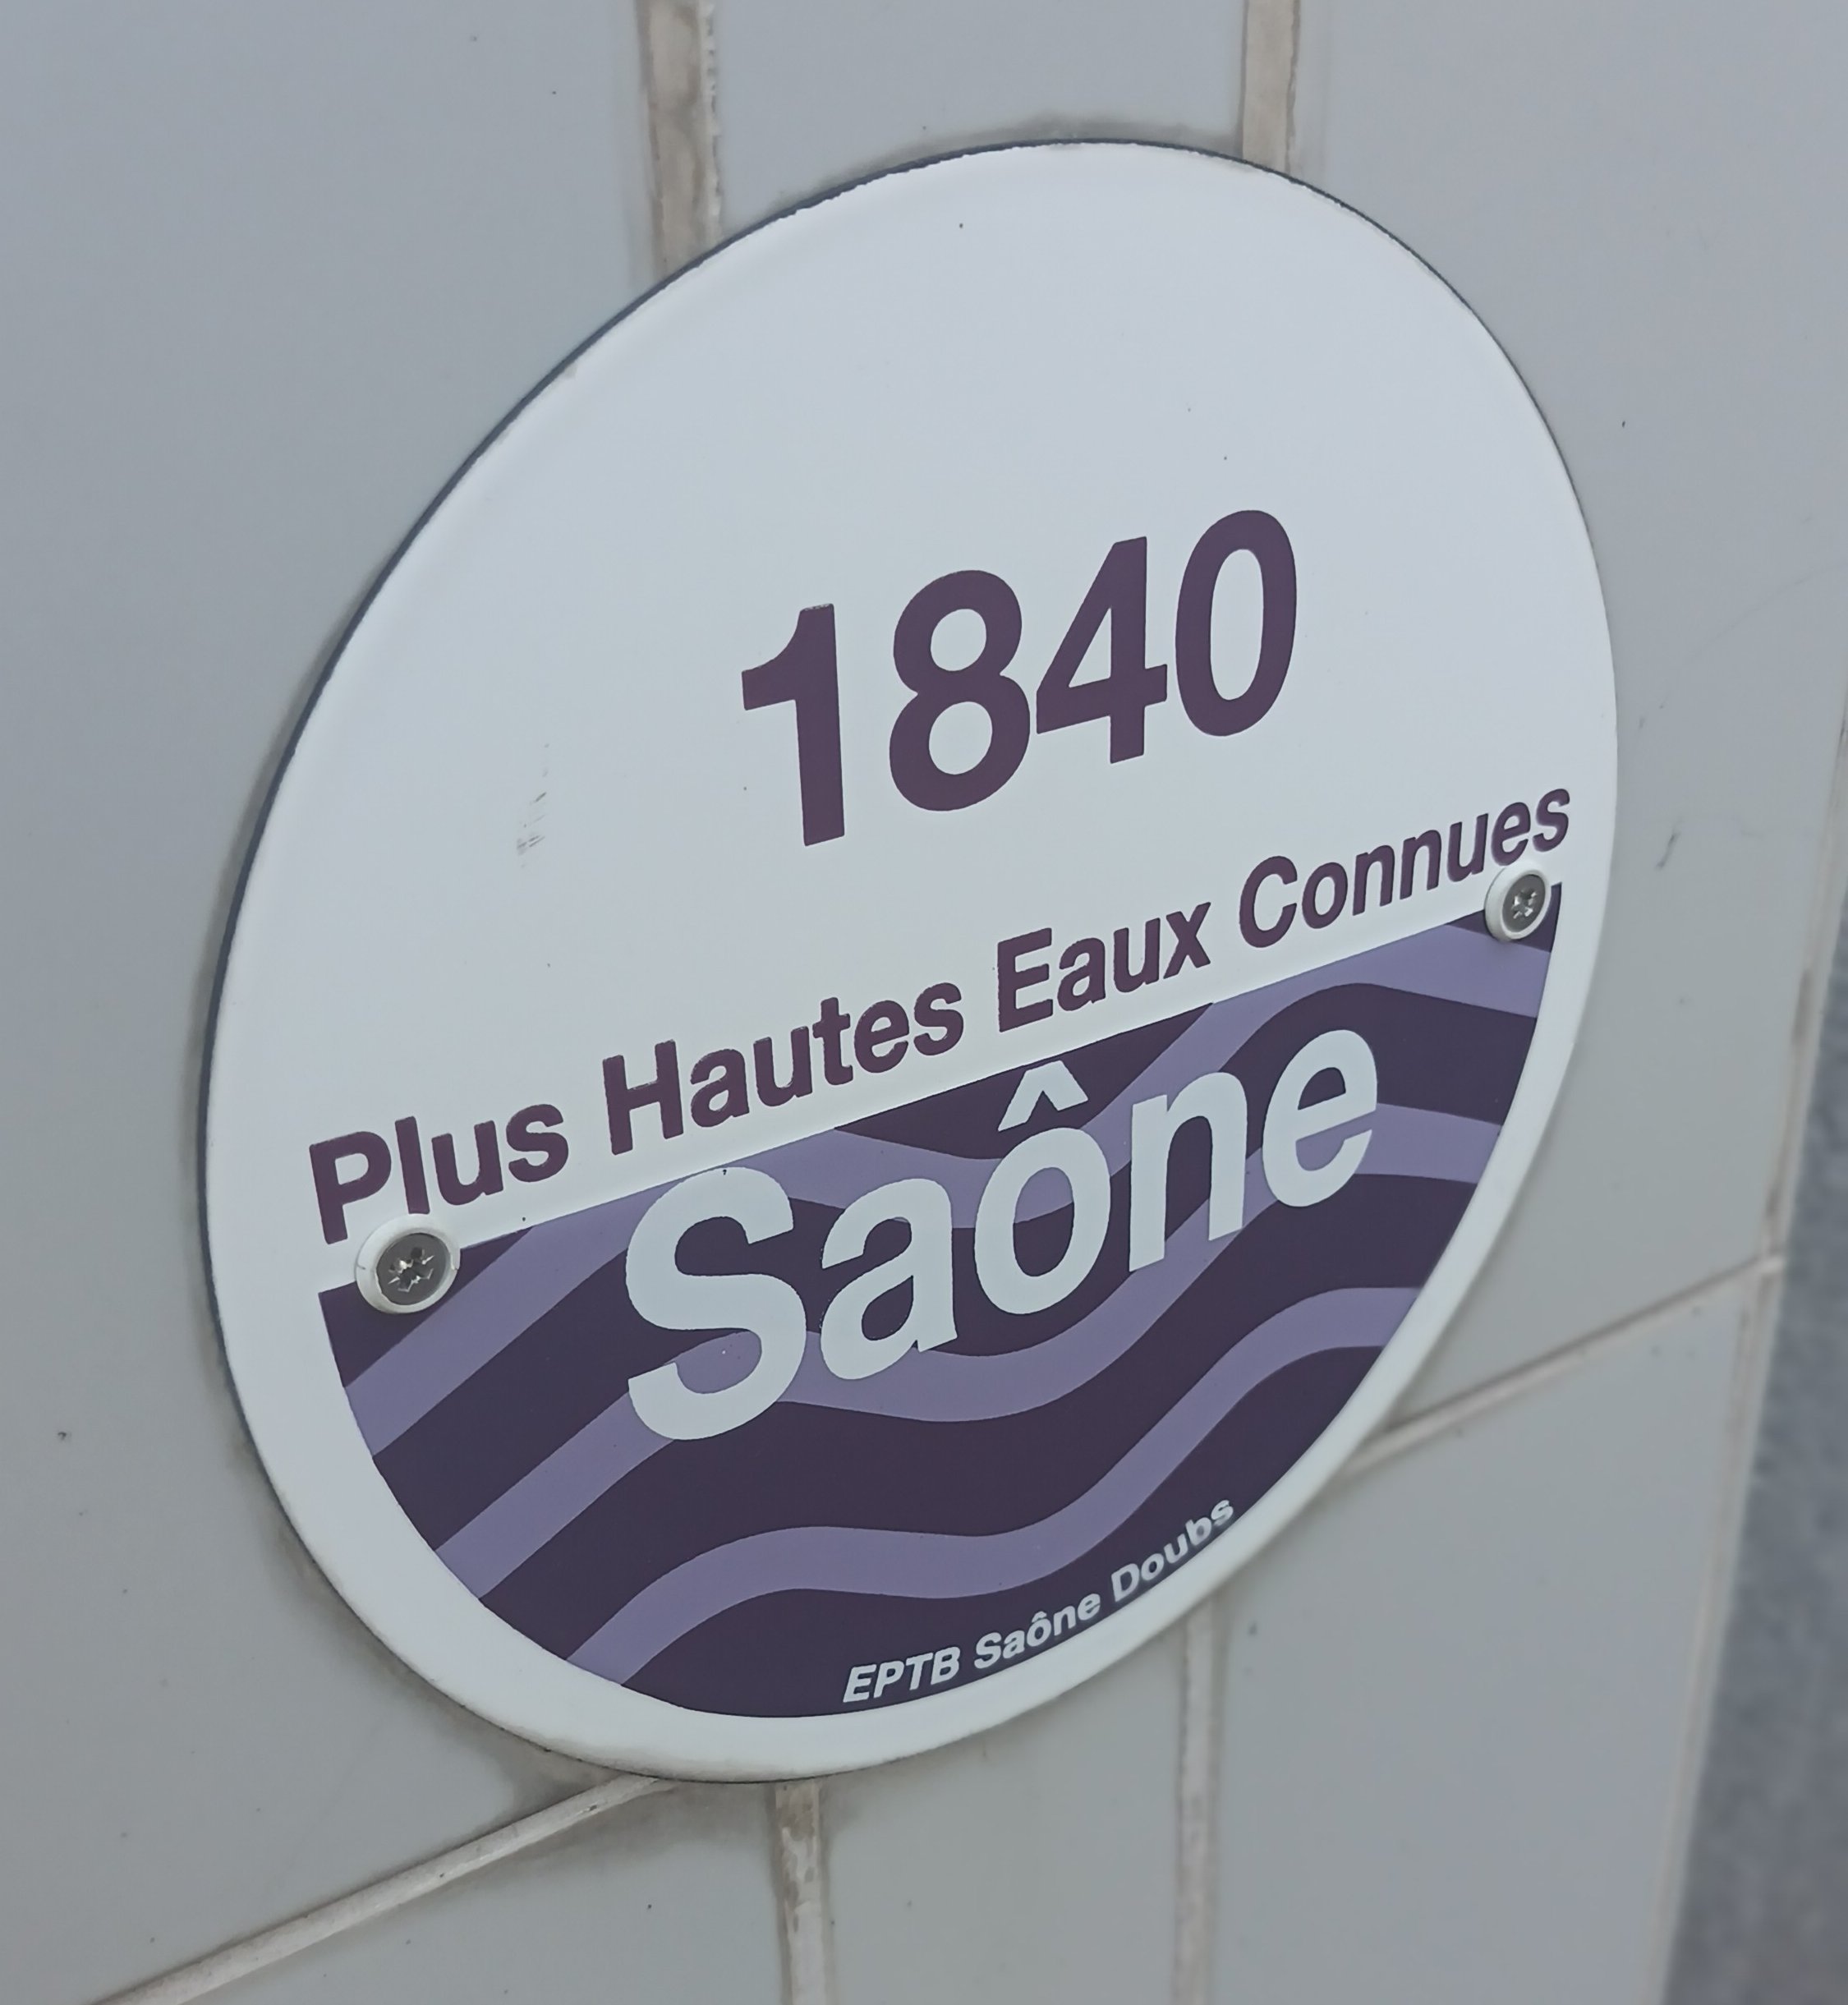 1840
Plus Hautes Eaux Connues
Saône
EPTB Saône Doubs